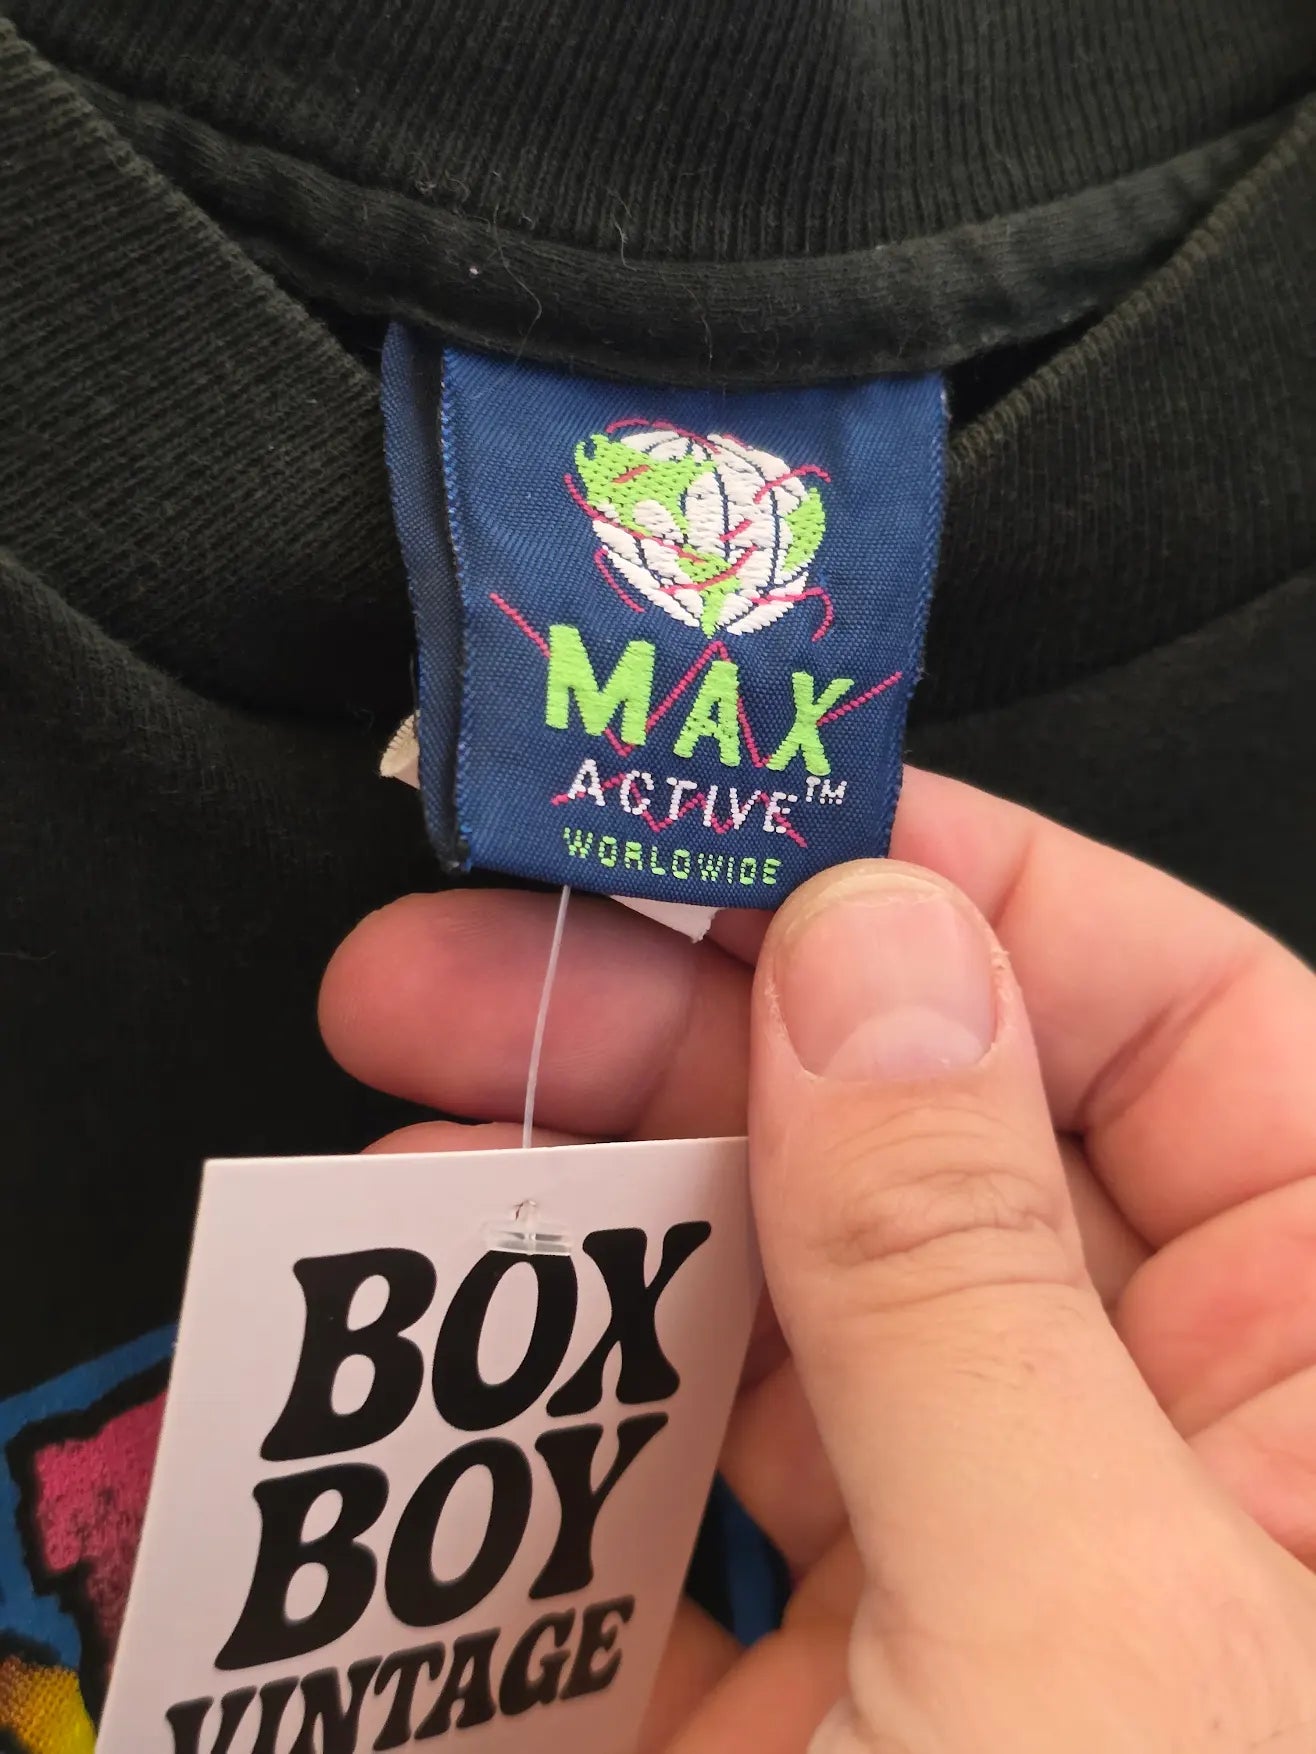 MAX
ACTIVE™
WORLDWIDE
BOX
BOY
VINTAGE